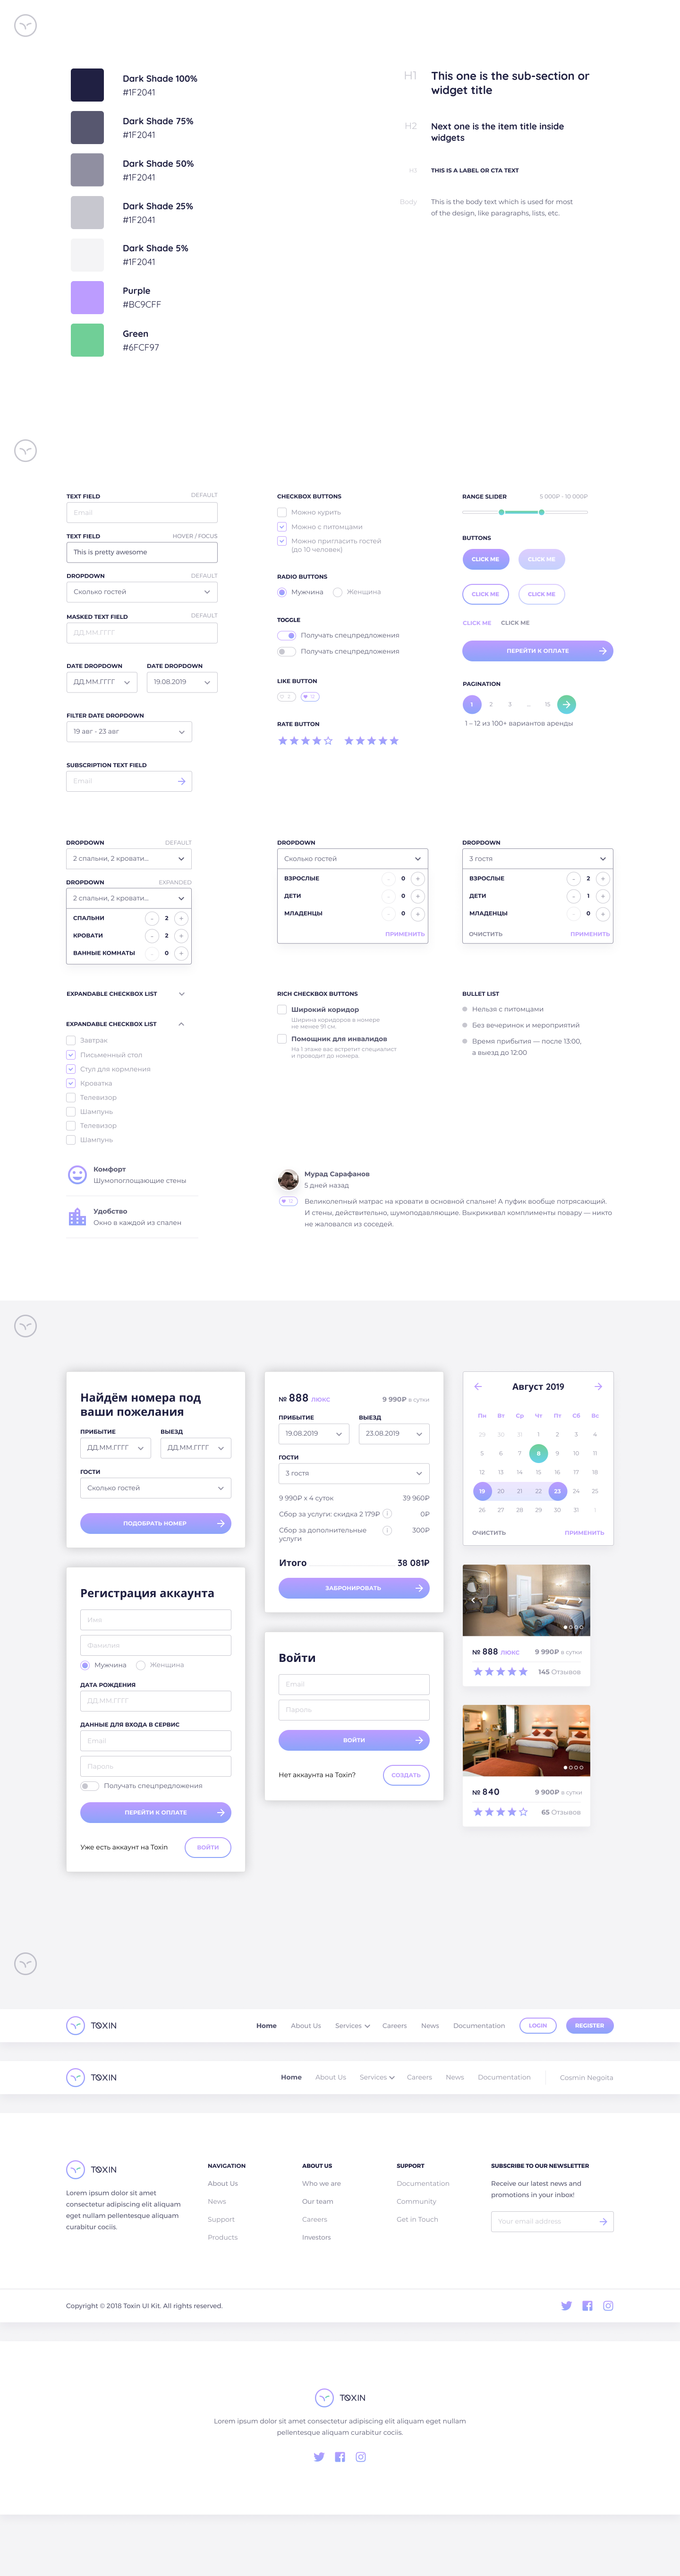 Dark Shade 100%
#1F2041
Dark Shade 75%
#1F2041
Dark Shade 50%
#1F2041
Dark Shade 25%
#1F2041
Dark Shade 5%
#1F2041
Purple
#BC9CFF
Green
#6FCF97
H1
This one is the sub-section or
widget title
H2
Next one is the item title inside
widgets
H3
THIS IS A LABEL OR CTA TEXT
Body
This is the body text which is used for most
of the design, like paragraphs, lists, etc.
TEXT FIELD DEFAULT
Email
TEXT FIELD HOVER / FOCUS
This is pretty awesome
DROPDOWN DEFAULT
Сколько гостей
MASKED TEXT FIELD DEFAULT
ДД.ММ.ГГГГ
DATE DROPDOWN DATE DROPDOWN
ДД.ММ.ГГГГ 19.08.2019
FILTER DATE DROPDOWN
19 авг - 23 авг
SUBSCRIPTION TEXT FIELD
Email
CHECKBOX BUTTONS
Можно курить
Можно с питомцами
Можно пригласить гостей
(до 10 человек)
RADIO BUTTONS
Мужчина Женщина
TOGGLE
Получать спецпредложения
Получать спецпредложения
LIKE BUTTON
2 12
RATE BUTTON
RANGE SLIDER 5 000₽ - 10 000₽
BUTTONS
CLICK ME CLICK ME
CLICK ME CLICK ME
CLICK ME CLICK ME
ПЕРЕЙТИ К ОПЛАТЕ
PAGINATION
1 2 3 ... 15
1 – 12 из 100+ вариантов аренды
DROPDOWN DEFAULT
2 спальни, 2 кровати...
DROPDOWN EXPANDED
2 спальни, 2 кровати...
СПАЛЬНИ - 2 +
КРОВАТИ - 2 +
ВАННЫЕ КОМНАТЫ - 0 +
DROPDOWN
Сколько гостей
ВЗРОСЛЫЕ - 0 +
ДЕТИ - 0 +
МЛАДЕНЦЫ - 0 +
ПРИМЕНИТЬ
DROPDOWN
3 гостя
ВЗРОСЛЫЕ - 2 +
ДЕТИ - 1 +
МЛАДЕНЦЫ - 0 +
ОЧИСТИТЬ ПРИМЕНИТЬ
EXPANDABLE CHECKBOX LIST
EXPANDABLE CHECKBOX LIST
Завтрак
Письменный стол
Стул для кормления
Кроватка
Телевизор
Шампунь
Телевизор
Шампунь
RICH CHECKBOX BUTTONS
Широкий коридор
Ширина коридоров в номере
не менее 91 см.
Помощник для инвалидов
На 1 этаже вас встретит специалист
и проводит до номера.
BULLET LIST
Нельзя с питомцами
Без вечеринок и мероприятий
Время прибытия — после 13:00,
а выезд до 12:00
Комфорт
Шумопоглощающие стены
Удобство
Окно в каждой из спален
Мурад Сарафанов
5 дней назад
12
Великолепный матрас на кровати в основной спальне! А пуфик вообще потрясающий.
И стены, действительно, шумоподавляющие. Выкрикивал комплименты повару — никто
не жаловался из соседей.
Найдём номера под
ваши пожелания
ПРИБЫТИЕ ВЫЕЗД
ДД.ММ.ГГГГ ДД.ММ.ГГГГ
ГОСТИ
Сколько гостей
ПОДОБРАТЬ НОМЕР
Регистрация аккаунта
Имя
Фамилия
Мужчина Женщина
ДАТА РОЖДЕНИЯ
ДД.ММ.ГГГГ
ДАННЫЕ ДЛЯ ВХОДА В СЕРВИС
Email
Пароль
Получать спецпредложения
ПЕРЕЙТИ К ОПЛАТЕ
Уже есть аккаунт на Toxin ВОЙТИ
№ 888 ЛЮКС 9 990₽ в сутки
ПРИБЫТИЕ ВЫЕЗД
19.08.2019 23.08.2019
ГОСТИ
3 гостя
9 990₽ x 4 суток 39 960₽
Сбор за услуги: скидка 2 179₽ 0₽
Сбор за дополнительные 300₽
услуги
Итого 38 081₽
ЗАБРОНИРОВАТЬ
Войти
Email
Пароль
ВОЙТИ
Нет аккаунта на Toxin? СОЗДАТЬ
Август 2019
Пн Вт Ср Чт Пт Сб Вс
29 30 31 1 2 3 4
5 6 7 8 9 10 11
12 13 14 15 16 17 18
19 20 21 22 23 24 25
26 27 28 29 30 31 1
ОЧИСТИТЬ ПРИМЕНИТЬ
№ 888 ЛЮКС 9 990₽ в сутки
145 Отзывов
№ 840 9 900₽ в сутки
65 Отзывов
TOXIN Home About Us Services Careers News Documentation LOGIN REGISTER
TOXIN Home About Us Services Careers News Documentation Cosmin Negoita
TOXIN
Lorem ipsum dolor sit amet
consectetur adipiscing elit aliquam
eget nullam pellentesque aliquam
curabitur cociis.
NAVIGATION
About Us
News
Support
Products
ABOUT US
Who we are
Our team
Careers
Investors
SUPPORT
Documentation
Community
Get in Touch
SUBSCRIBE TO OUR NEWSLETTER
Receive our latest news and
promotions in your inbox!
Your email address
Copyright © 2018 Toxin UI Kit. All rights reserved.
TOXIN
Lorem ipsum dolor sit amet consectetur adipiscing elit aliquam eget nullam
pellentesque aliquam curabitur cociis.